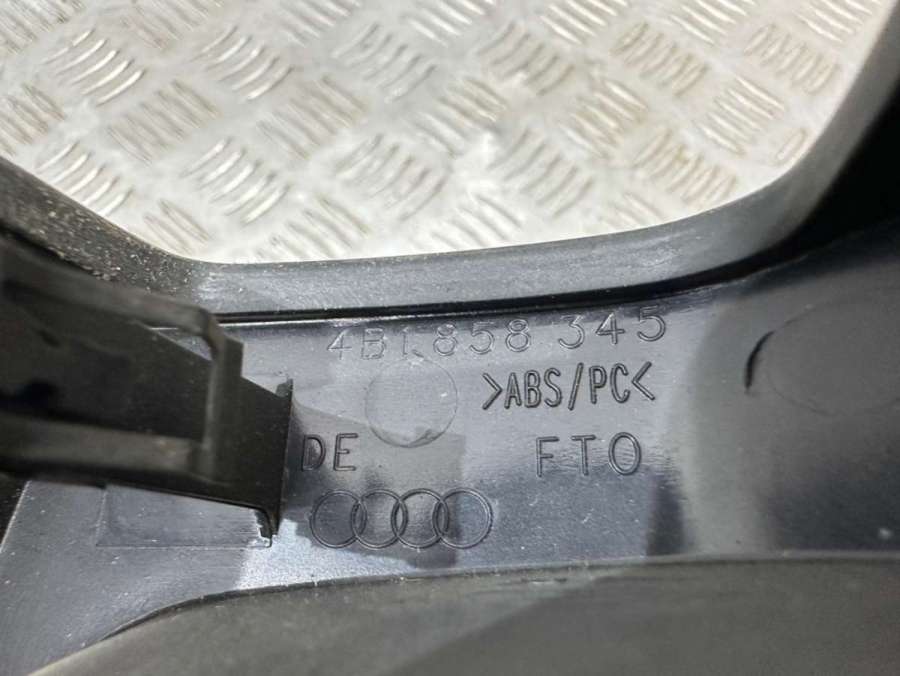 4B1 858 345
>ABS/PC<
DE FTO